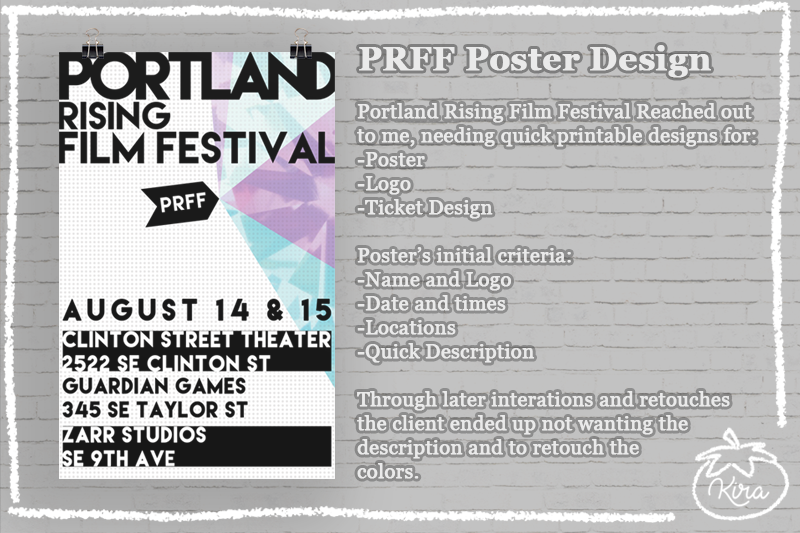 PORTLAND
RISING
FILM FESTIVAL
PRFF
AUGUST 14 & 15
CLINTON STREET THEATER
2522 SE CLINTON ST
GUARDIAN GAMES
345 SE TAYLOR ST
ZARR STUDIOS
SE 9TH AVE
PRFF Poster Design
Portland Rising Film Festival Reached out
to me, needing quick printable designs for:
-Poster
-Logo
-Ticket Design
Poster's initial criteria:
-Name and Logo
-Date and times
-Locations
-Quick Description
Through later interations and retouches
the client ended up not wanting the
description and to retouch the
colors.
Kira